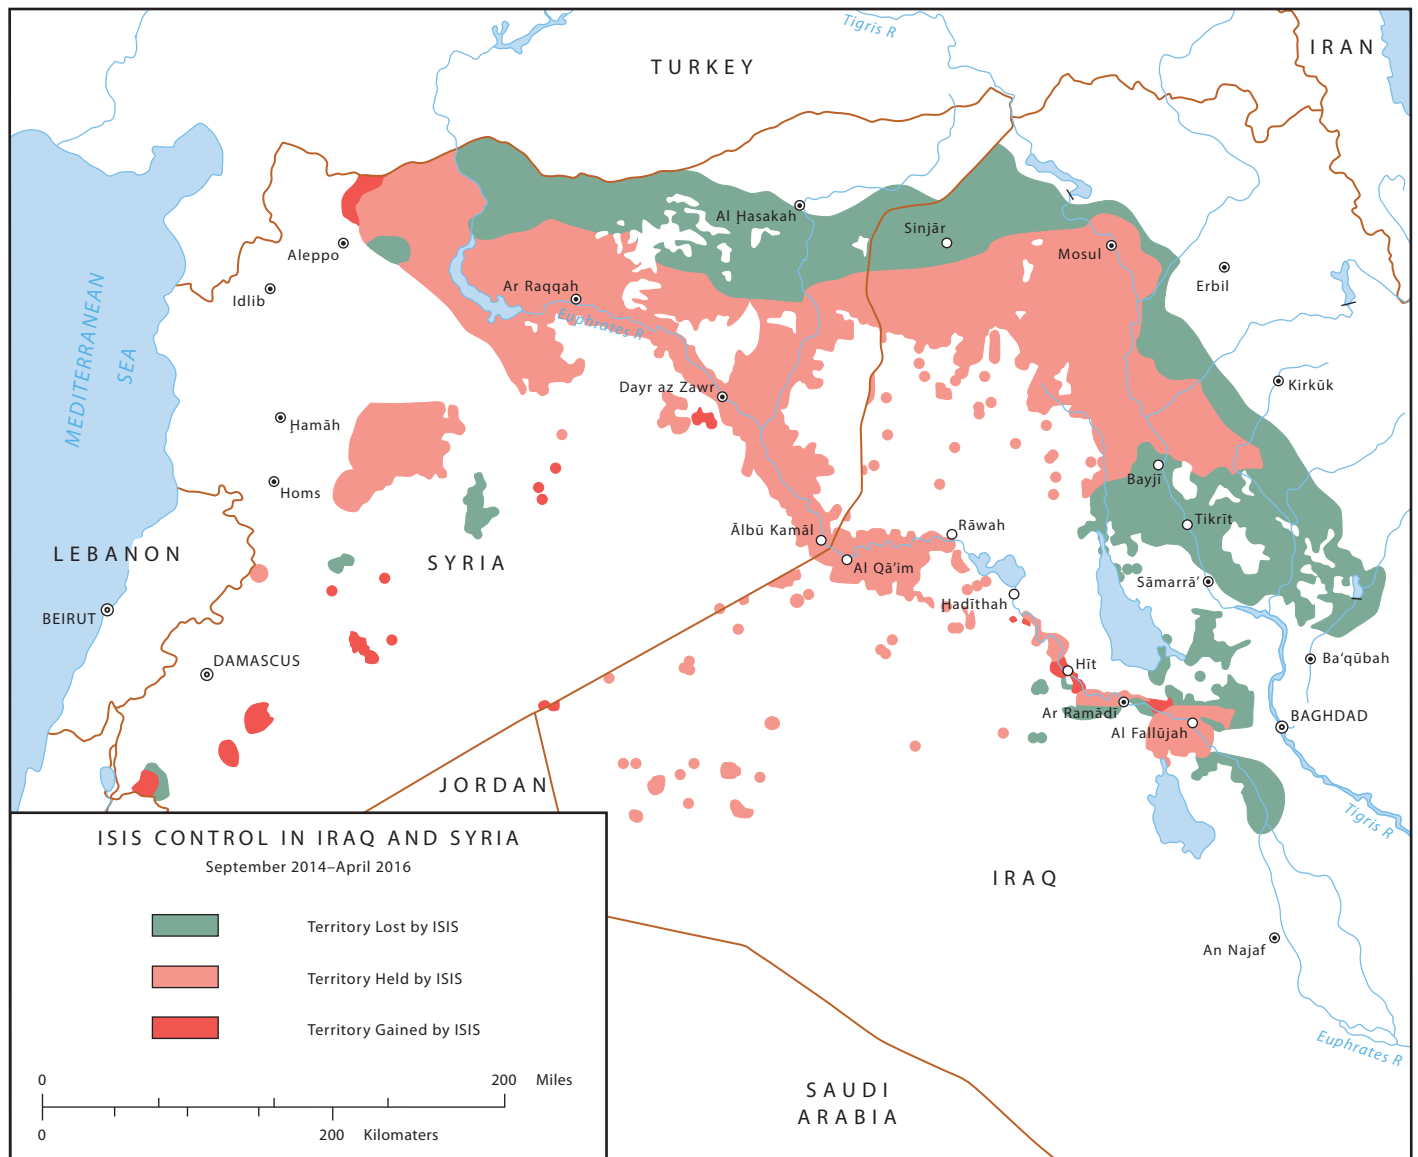 Tigris R
IRAN
TURKEY
Al Ḥasakah
Sinjār
Aleppo
Mosul
Erbil
Idlib
Ar Raqqah
Euphrates R
MEDITERRANEAN
SEA
Dayr az Zawr
Kirkūk
Ḥamāh
Homs
Bayjī
Tikrīt
Ālbū Kamāl
Rāwah
LEBANON
SYRIA
Al Qā'im
Sāmarrā'
Ḥadīthah
BEIRUT
DAMASCUS
Hīt
Ba'qūbah
Ar Ramādī
BAGHDAD
Al Fallūjah
JORDAN
Tigris R
ISIS CONTROL IN IRAQ AND SYRIA
September 2014–April 2016
IRAQ
Territory Lost by ISIS
An Najaf
Territory Held by ISIS
Territory Gained by ISIS
Euphrates R
0 200 Miles
0 200 Kilomaters
SAUDI
ARABIA